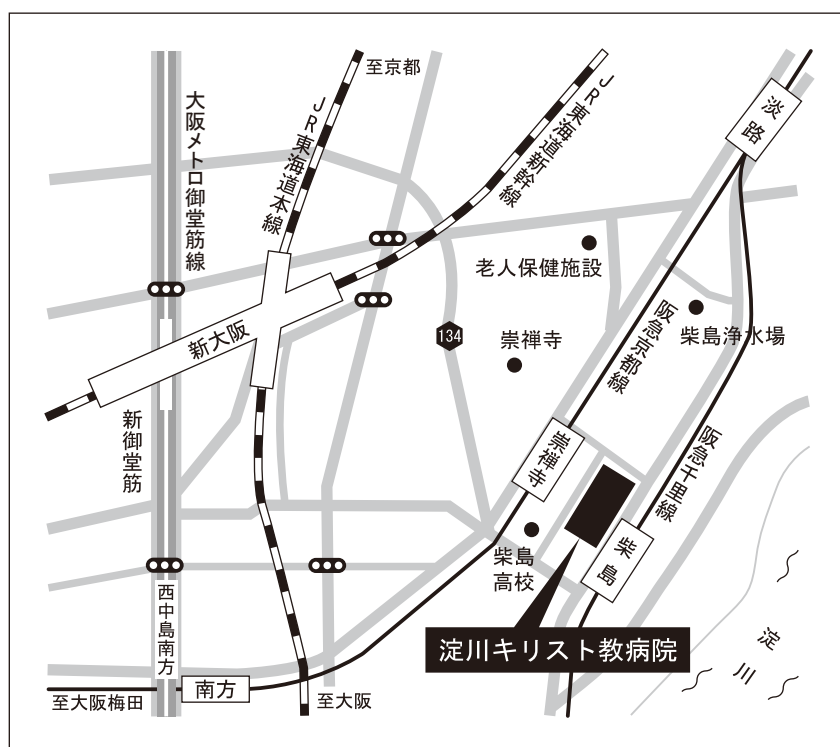 至京都
大阪メトロ御堂筋線
JR東海道本線
JR東海道新幹線
淡路
老人保健施設
新大阪
134
崇禅寺
阪急京都線
柴島浄水場
新御堂筋
崇禅寺
阪急千里線
柴島
高校
柴島
西中島南方
淀川キリスト教病院
淀川
南方
至大阪梅田
至大阪